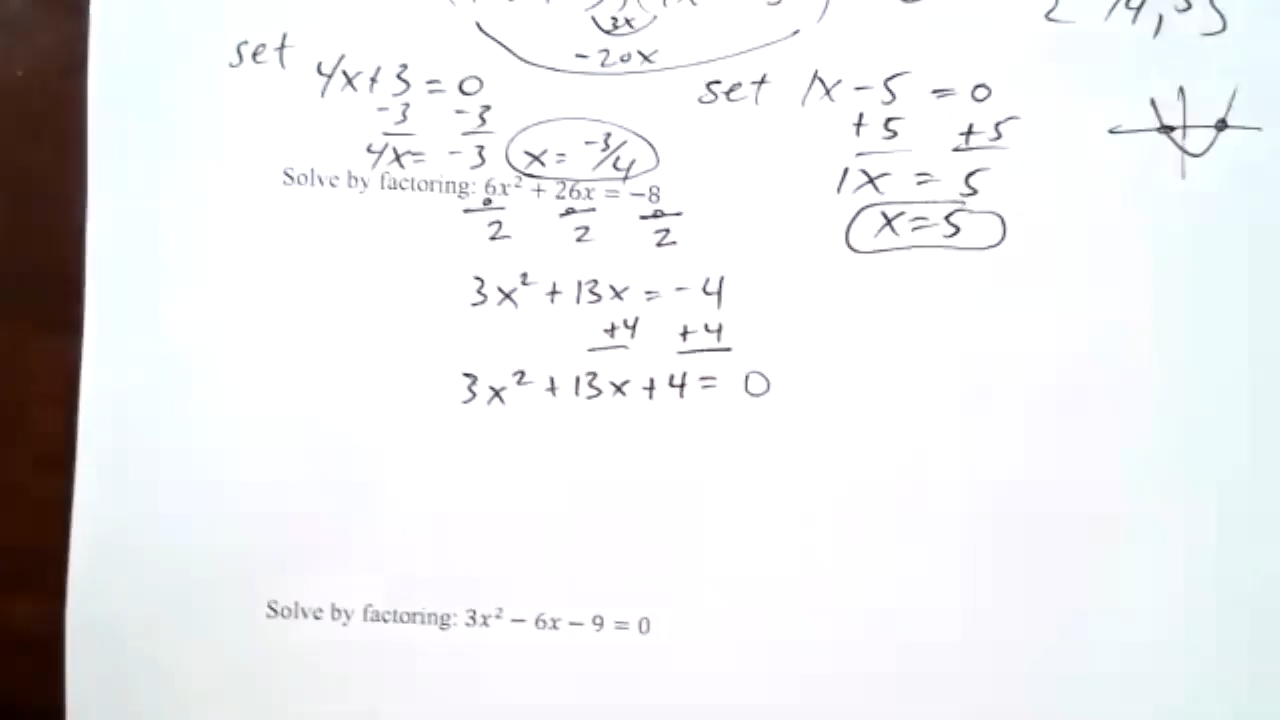 3x
-20x
set 4x+3=0
-3 -3
4x= -3 x= -3/4
set 1x-5=0
+5 +5
1x=5
x=5
Solve by factoring: 6x² + 26x = −8
2 2 2
3x²+13x=-4
+4 +4
3x²+13x+4=0
Solve by factoring: 3x² − 6x − 9 = 0